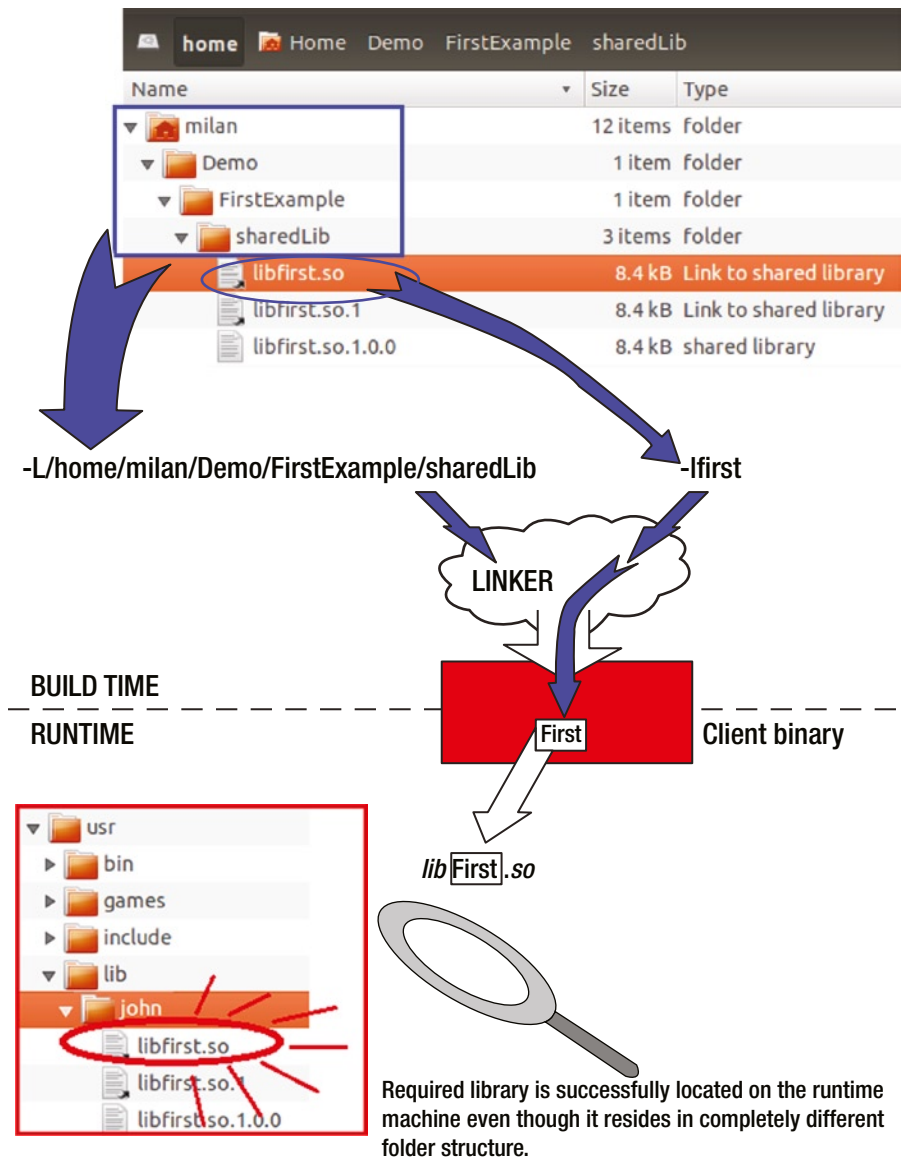 home Home Demo FirstExample sharedLib
Name Size Type
milan 12 items folder
Demo 1 item folder
FirstExample 1 item folder
sharedLib 3 items folder
libfirst.so 8.4 kB Link to shared library
libfirst.so.1 8.4 kB Link to shared library
libfirst.so.1.0.0 8.4 kB shared library
-L/home/milan/Demo/FirstExample/sharedLib -lfirst
LINKER
BUILD TIME
RUNTIME
First
Client binary
lib First .so
usr
bin
games
include
lib
john
libfirst.so
libfirst.so.1
libfirst.so.1.0.0
Required library is successfully located on the runtime
machine even though it resides in completely different
folder structure.